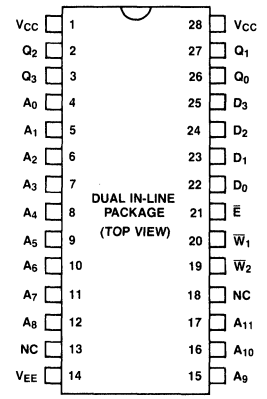 VCC 1 28 VCC
Q2 2 27 Q1
Q3 3 26 Q0
A0 4 25 D3
A1 5 24 D2
A2 6 23 D1
A3 7 22 D0
DUAL IN-LINE
PACKAGE
(TOP VIEW)
A4 8 21 E̅
A5 9 20 W̅1
A6 10 19 W̅2
A7 11 18 NC
A8 12 17 A11
NC 13 16 A10
VEE 14 15 A9